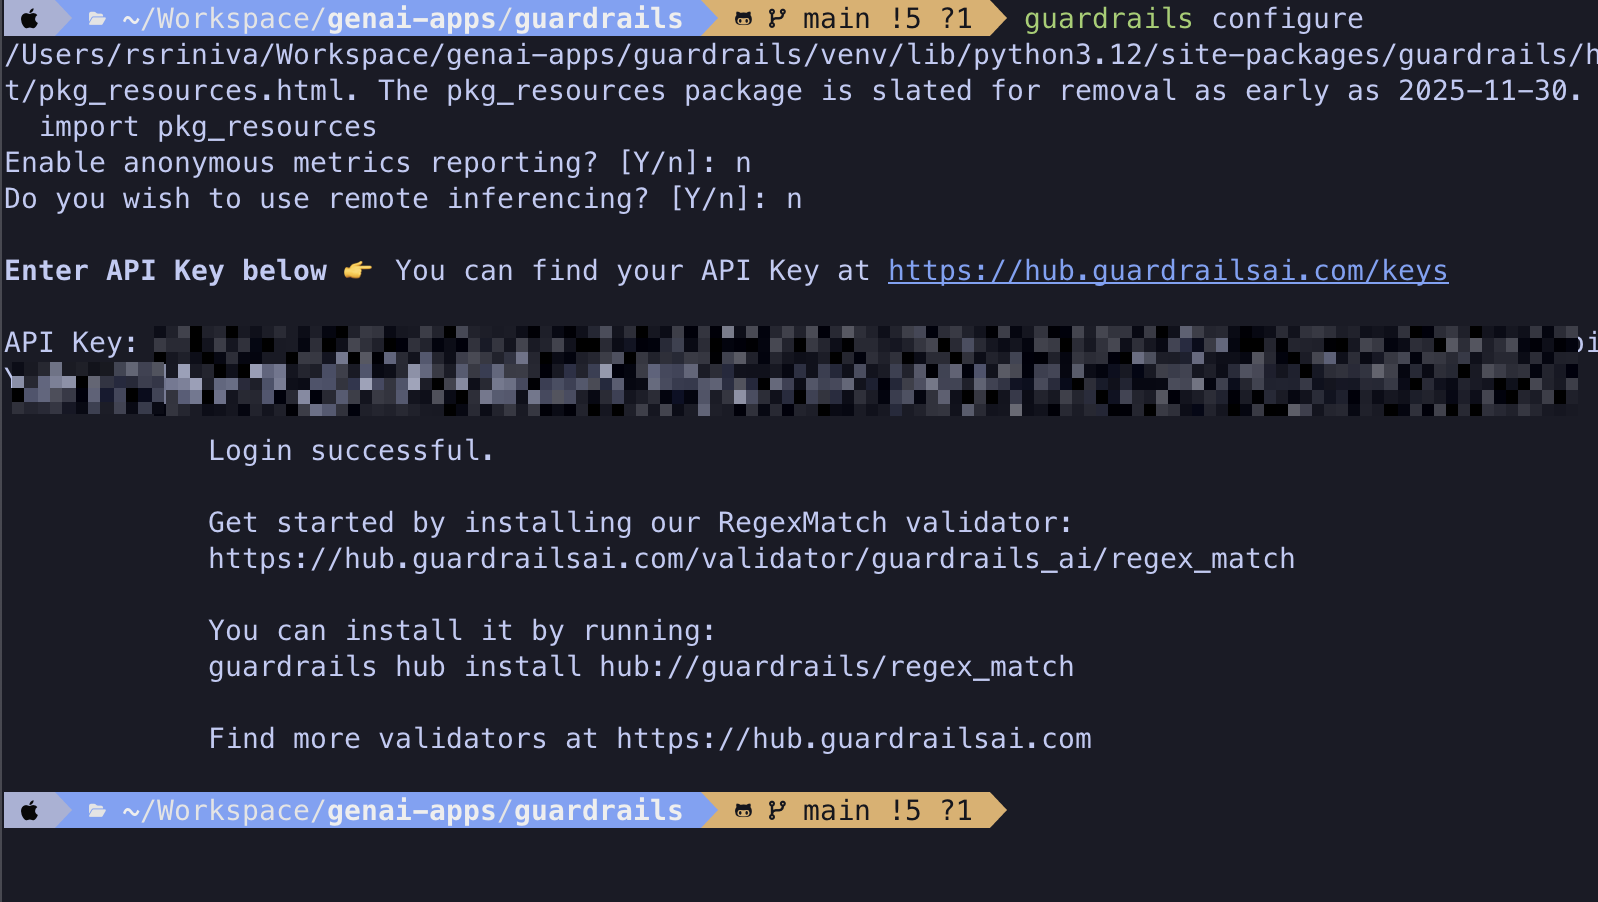 ~/Workspace/genai-apps/guardrails main !5 ?1 guardrails configure
/Users/rsriniva/Workspace/genai-apps/guardrails/venv/lib/python3.12/site-packages/guardrails/h
t/pkg_resources.html. The pkg_resources package is slated for removal as early as 2025-11-30.
import pkg_resources
Enable anonymous metrics reporting? [Y/n]: n
Do you wish to use remote inferencing? [Y/n]: n
Enter API Key below 👉 You can find your API Key at https://hub.guardrailsai.com/keys
API Key:
Login successful.
Get started by installing our RegexMatch validator:
https://hub.guardrailsai.com/validator/guardrails_ai/regex_match
You can install it by running:
guardrails hub install hub://guardrails/regex_match
Find more validators at https://hub.guardrailsai.com
~/Workspace/genai-apps/guardrails main !5 ?1